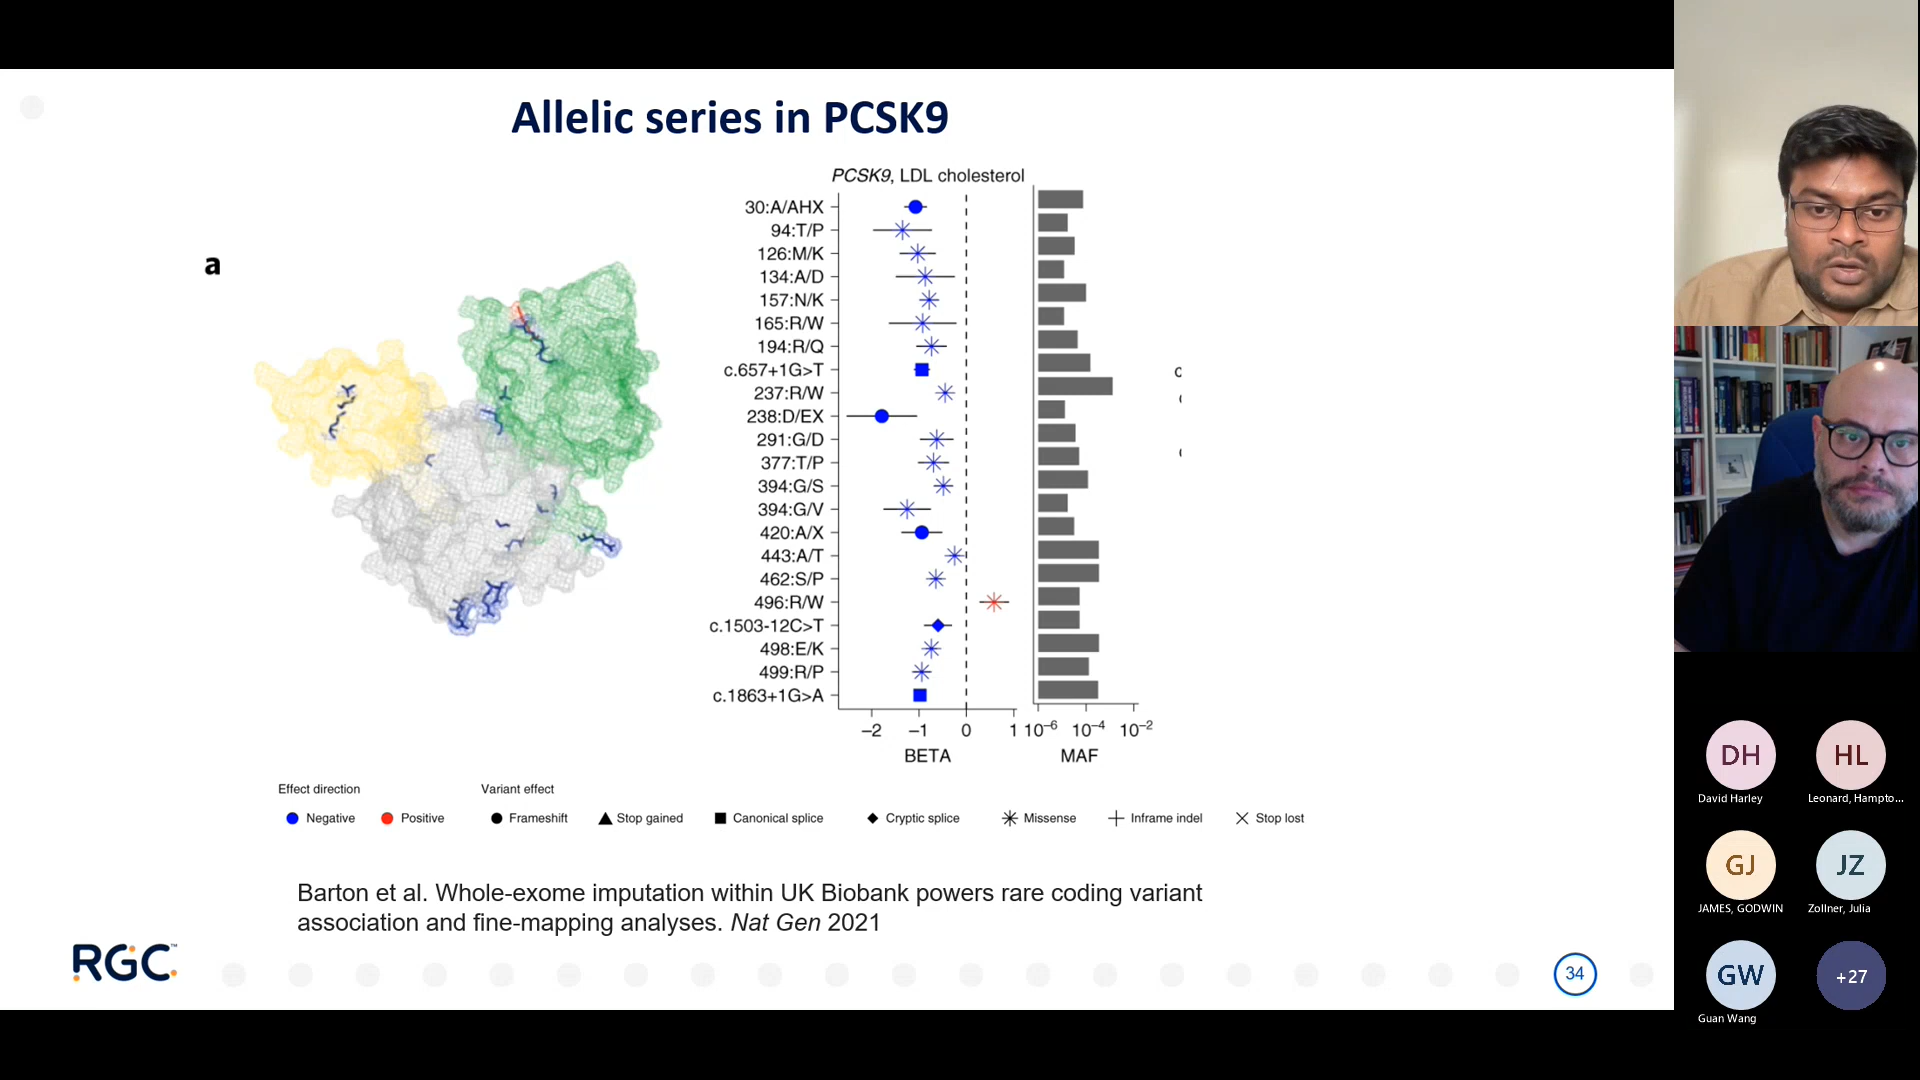 Allelic series in PCSK9
a
PCSK9, LDL cholesterol
30:A/AHX
94:T/P
126:M/K
134:A/D
157:N/K
165:R/W
194:R/Q
c.657+1G>T
237:R/W
238:D/EX
291:G/D
377:T/P
394:G/S
394:G/V
420:A/X
443:A/T
462:S/P
496:R/W
c.1503-12C>T
498:E/K
499:R/P
c.1863+1G>A
–2 –1 0 1
BETA
10–6 10–4 10–2
MAF
Effect direction
Negative Positive
Variant effect
Frameshift Stop gained Canonical splice Cryptic splice Missense Inframe indel Stop lost
Barton et al. Whole-exome imputation within UK Biobank powers rare coding variant
association and fine-mapping analyses. Nat Gen 2021
RGC™
34
DH
David Harley
HL
Leonard, Hampto...
GJ
JAMES, GODWIN
JZ
Zollner, Julia
GW
Guan Wang
+27